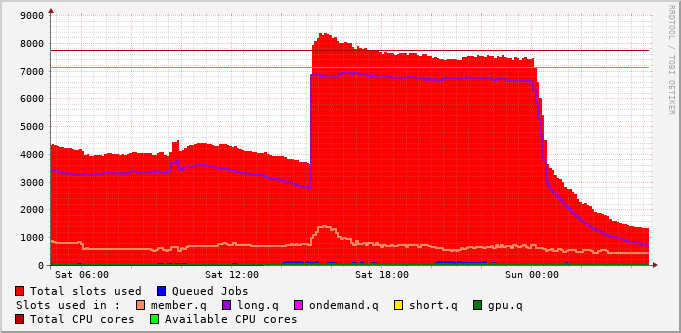 9000
8000
7000
6000
5000
4000
3000
2000
1000
0
Sat 06:00 Sat 12:00 Sat 18:00 Sun 00:00
RRDTOOL / TOBI OETIKER
Total slots used Queued Jobs
Slots used in : member.q long.q ondemand.q short.q gpu.q
Total CPU cores Available CPU cores